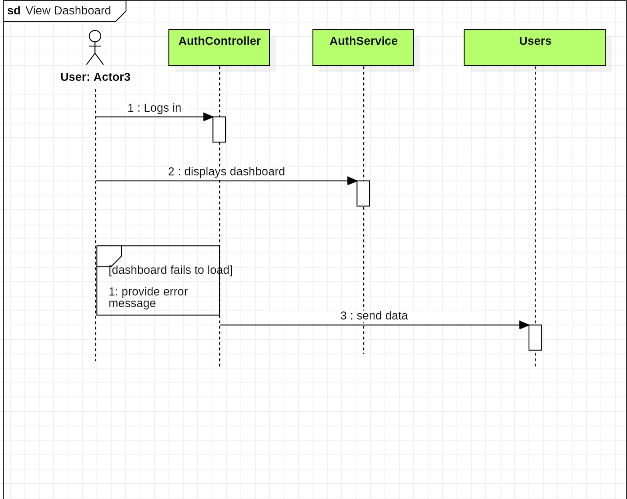 sd View Dashboard
AuthController
AuthService
Users
User: Actor3
1 : Logs in
2 : displays dashboard
[dashboard fails to load]
1: provide error
message
3 : send data